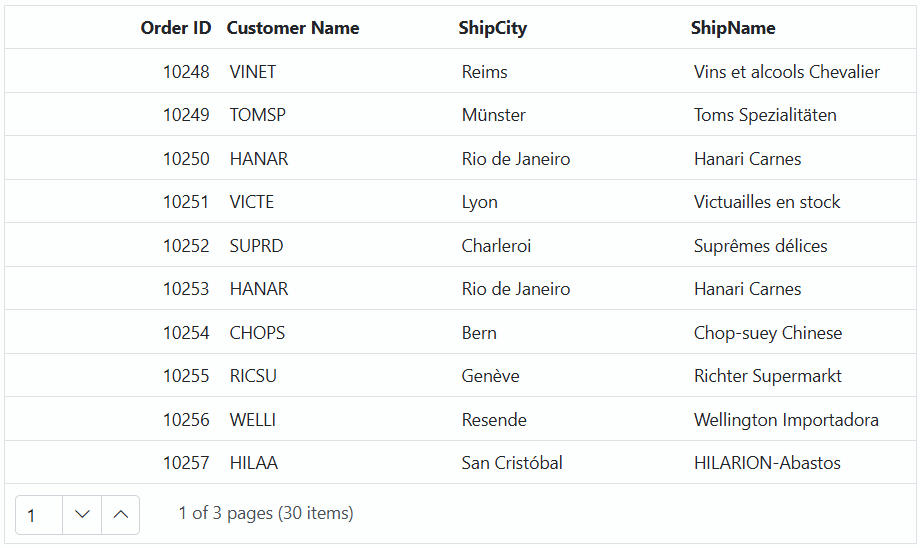 Order ID Customer Name ShipCity ShipName
10248 VINET Reims Vins et alcools Chevalier
10249 TOMSP Münster Toms Spezialitäten
10250 HANAR Rio de Janeiro Hanari Carnes
10251 VICTE Lyon Victuailles en stock
10252 SUPRD Charleroi Suprêmes délices
10253 HANAR Rio de Janeiro Hanari Carnes
10254 CHOPS Bern Chop-suey Chinese
10255 RICSU Genève Richter Supermarkt
10256 WELLI Resende Wellington Importadora
10257 HILAA San Cristóbal HILARION-Abastos
1 1 of 3 pages (30 items)